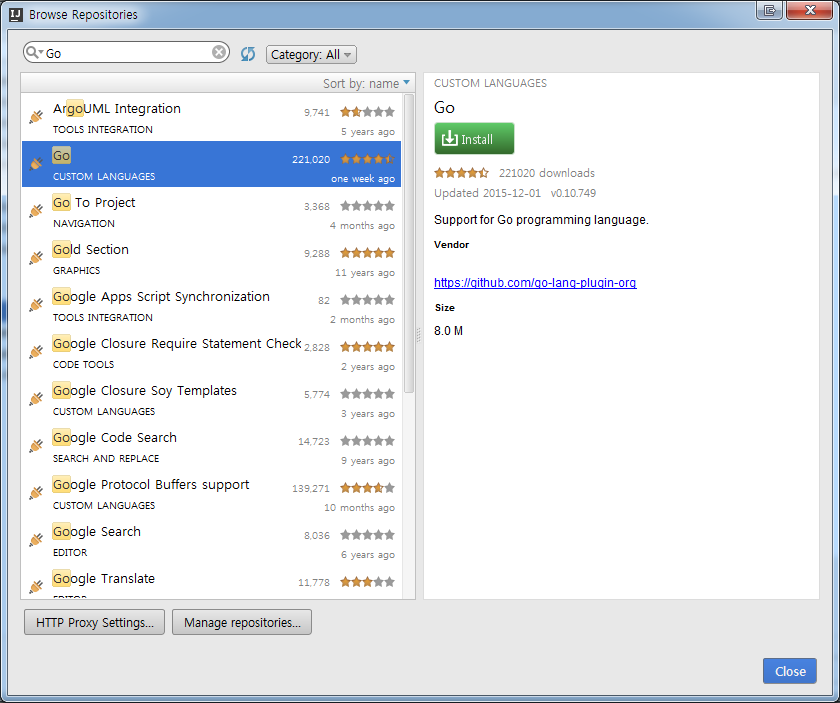 IJ Browse Repositories
Go
Category: All
Sort by: name
ArgoUML Integration 9,741
TOOLS INTEGRATION 5 years ago
Go 221,020
CUSTOM LANGUAGES one week ago
Go To Project 3,368
NAVIGATION 4 months ago
Gold Section 9,288
GRAPHICS 11 years ago
Google Apps Script Synchronization 82
TOOLS INTEGRATION 2 months ago
Google Closure Require Statement Check 2,828
CODE TOOLS 2 years ago
Google Closure Soy Templates 5,774
CUSTOM LANGUAGES 3 years ago
Google Code Search 14,723
SEARCH AND REPLACE 9 years ago
Google Protocol Buffers support 139,271
CUSTOM LANGUAGES 10 months ago
Google Search 8,036
EDITOR 6 years ago
Google Translate 11,778
EDITOR
CUSTOM LANGUAGES
Go
Install
221020 downloads
Updated 2015-12-01 v0.10.749
Support for Go programming language.
Vendor
https://github.com/go-lang-plugin-org
Size
8.0 M
HTTP Proxy Settings...
Manage repositories...
Close